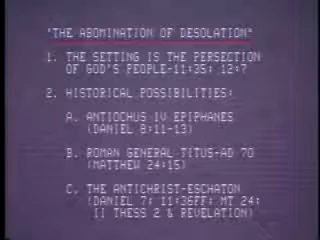 "THE ABOMINATION OF DESOLATION"
1. THE SETTING IS THE PERSECTION
OF GOD'S PEOPLE-11:35; 12:7
2. HISTORICAL POSSIBILITIES:
A. ANTIOCHUS IV EPIPHANES
(DANIEL 8:11-13)
B. ROMAN GENERAL TITUS-AD 70
(MATTHEW 24:15)
C. THE ANTICHRIST-ESCHATON
(DANIEL 7; 11:36FF; MT 24;
II THESS 2 & REVELATION)